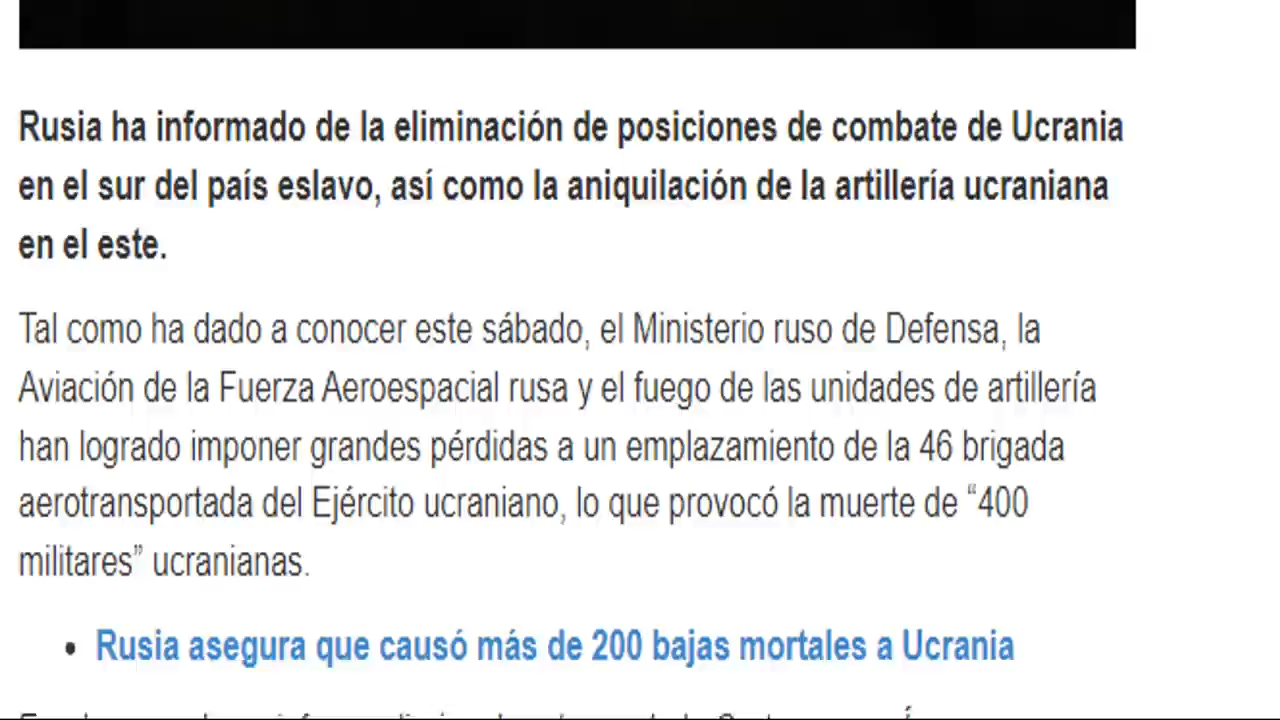 Rusia ha informado de la eliminación de posiciones de combate de Ucrania
en el sur del país eslavo, así como la aniquilación de la artillería ucraniana
en el este.
Tal como ha dado a conocer este sábado, el Ministerio ruso de Defensa, la
Aviación de la Fuerza Aeroespacial rusa y el fuego de las unidades de artillería
han logrado imponer grandes pérdidas a un emplazamiento de la 46 brigada
aerotransportada del Ejército ucraniano, lo que provocó la muerte de “400
militares” ucranianas.
• Rusia asegura que causó más de 200 bajas mortales a Ucrania